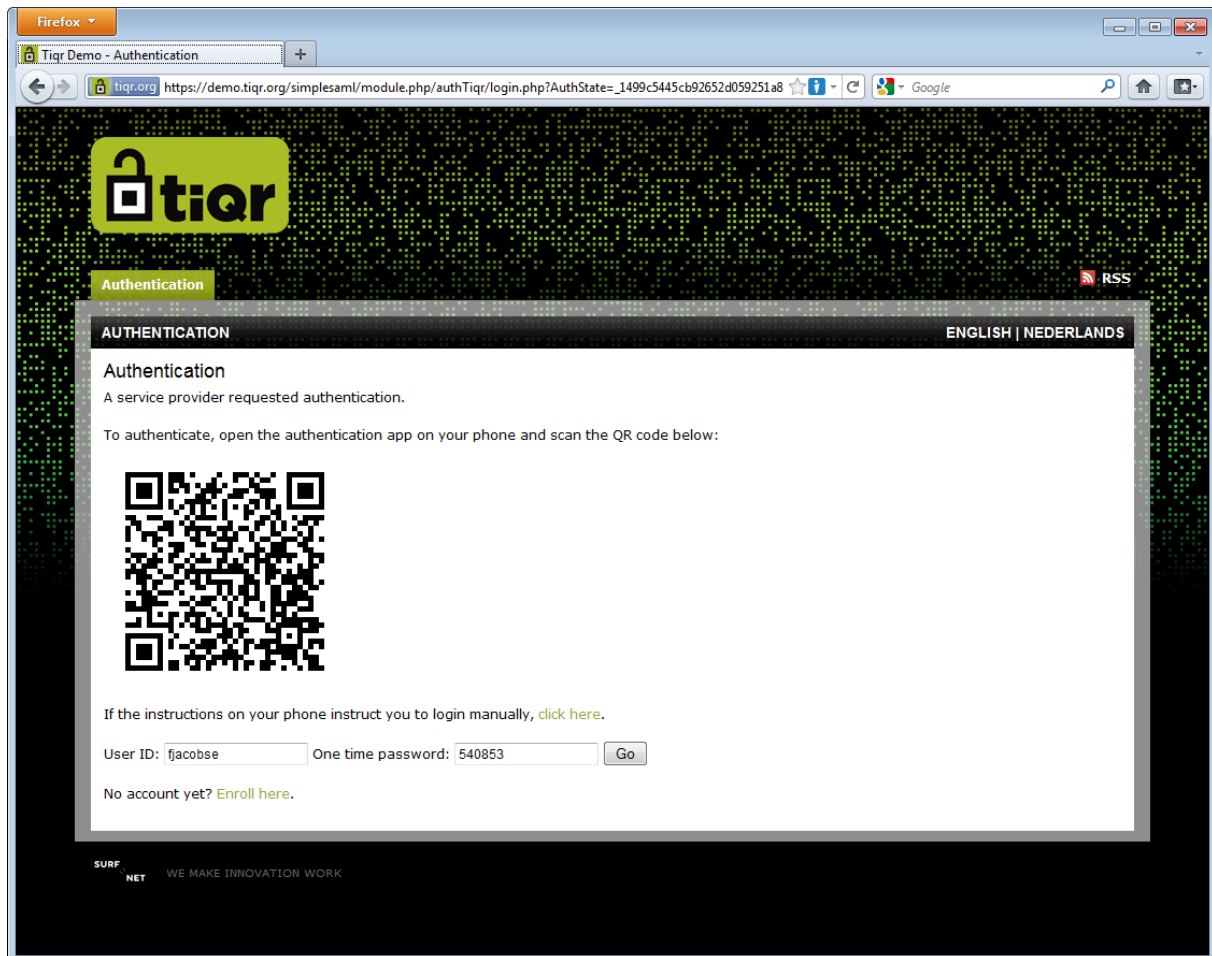 Firefox
Tiqr Demo - Authentication
tiqr.org https://demo.tiqr.org/simplesaml/module.php/authTiqr/login.php?AuthState=_1499c5445cb92652d059251a8 Google
tiqr
Authentication RSS
AUTHENTICATION ENGLISH | NEDERLANDS
Authentication
A service provider requested authentication.
To authenticate, open the authentication app on your phone and scan the QR code below:
If the instructions on your phone instruct you to login manually, click here.
User ID: fjacobse One time password: 540853 Go
No account yet? Enroll here.
SURF
NET WE MAKE INNOVATION WORK